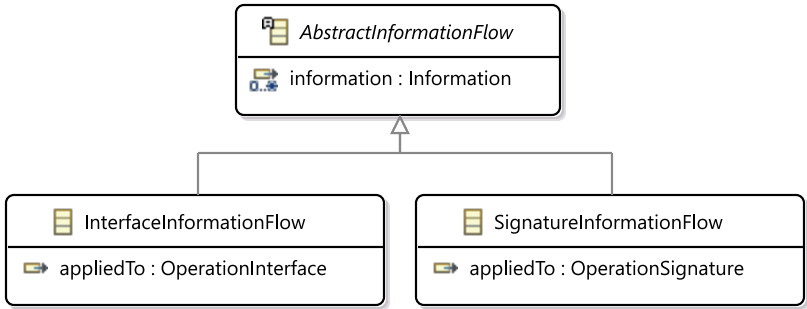 AbstractInformationFlow
0..*
information : Information
InterfaceInformationFlow
appliedTo : OperationInterface
SignatureInformationFlow
appliedTo : OperationSignature